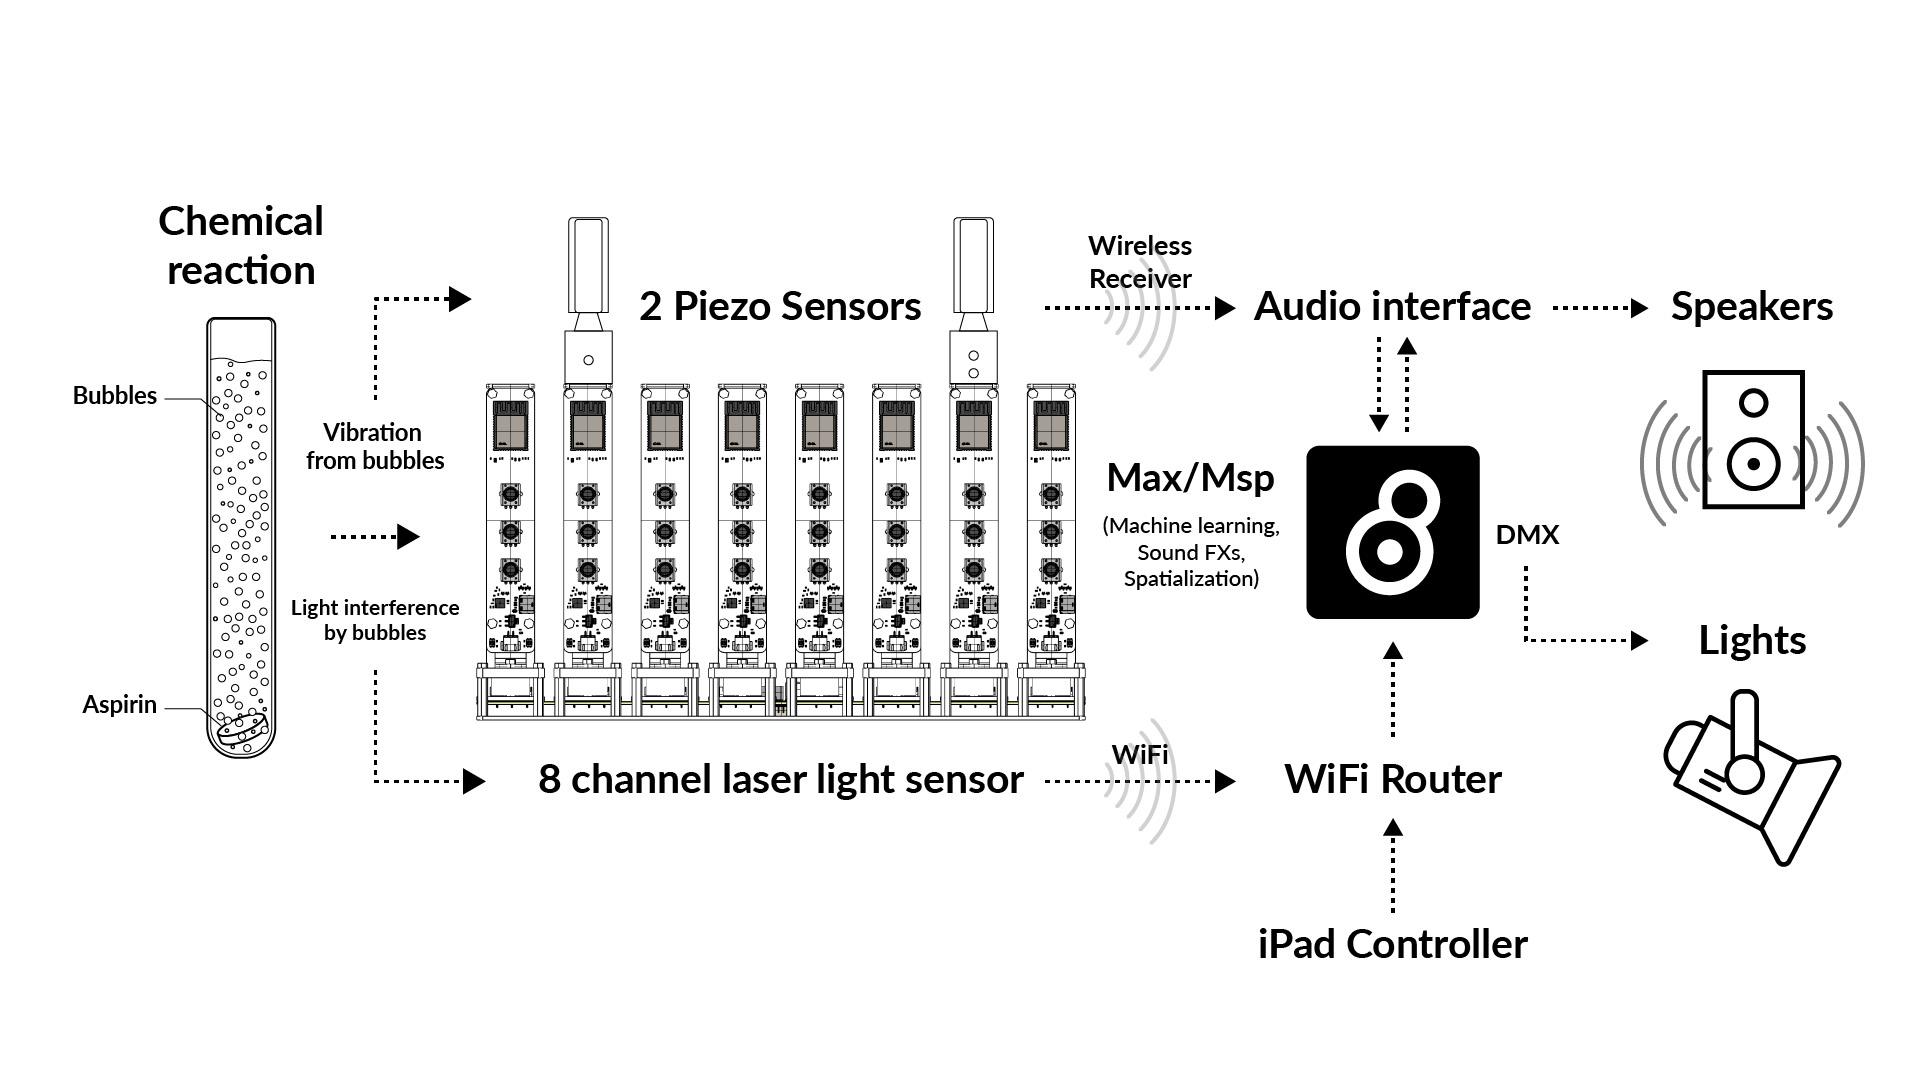 Chemical
reaction
Bubbles
Aspirin
Vibration
from bubbles
Light interference
by bubbles
2 Piezo Sensors
8 channel laser light sensor
Wireless
Receiver
WiFi
Audio interface
Max/Msp
(Machine learning,
Sound FXs,
Spatialization)
WiFi Router
iPad Controller
DMX
Speakers
Lights